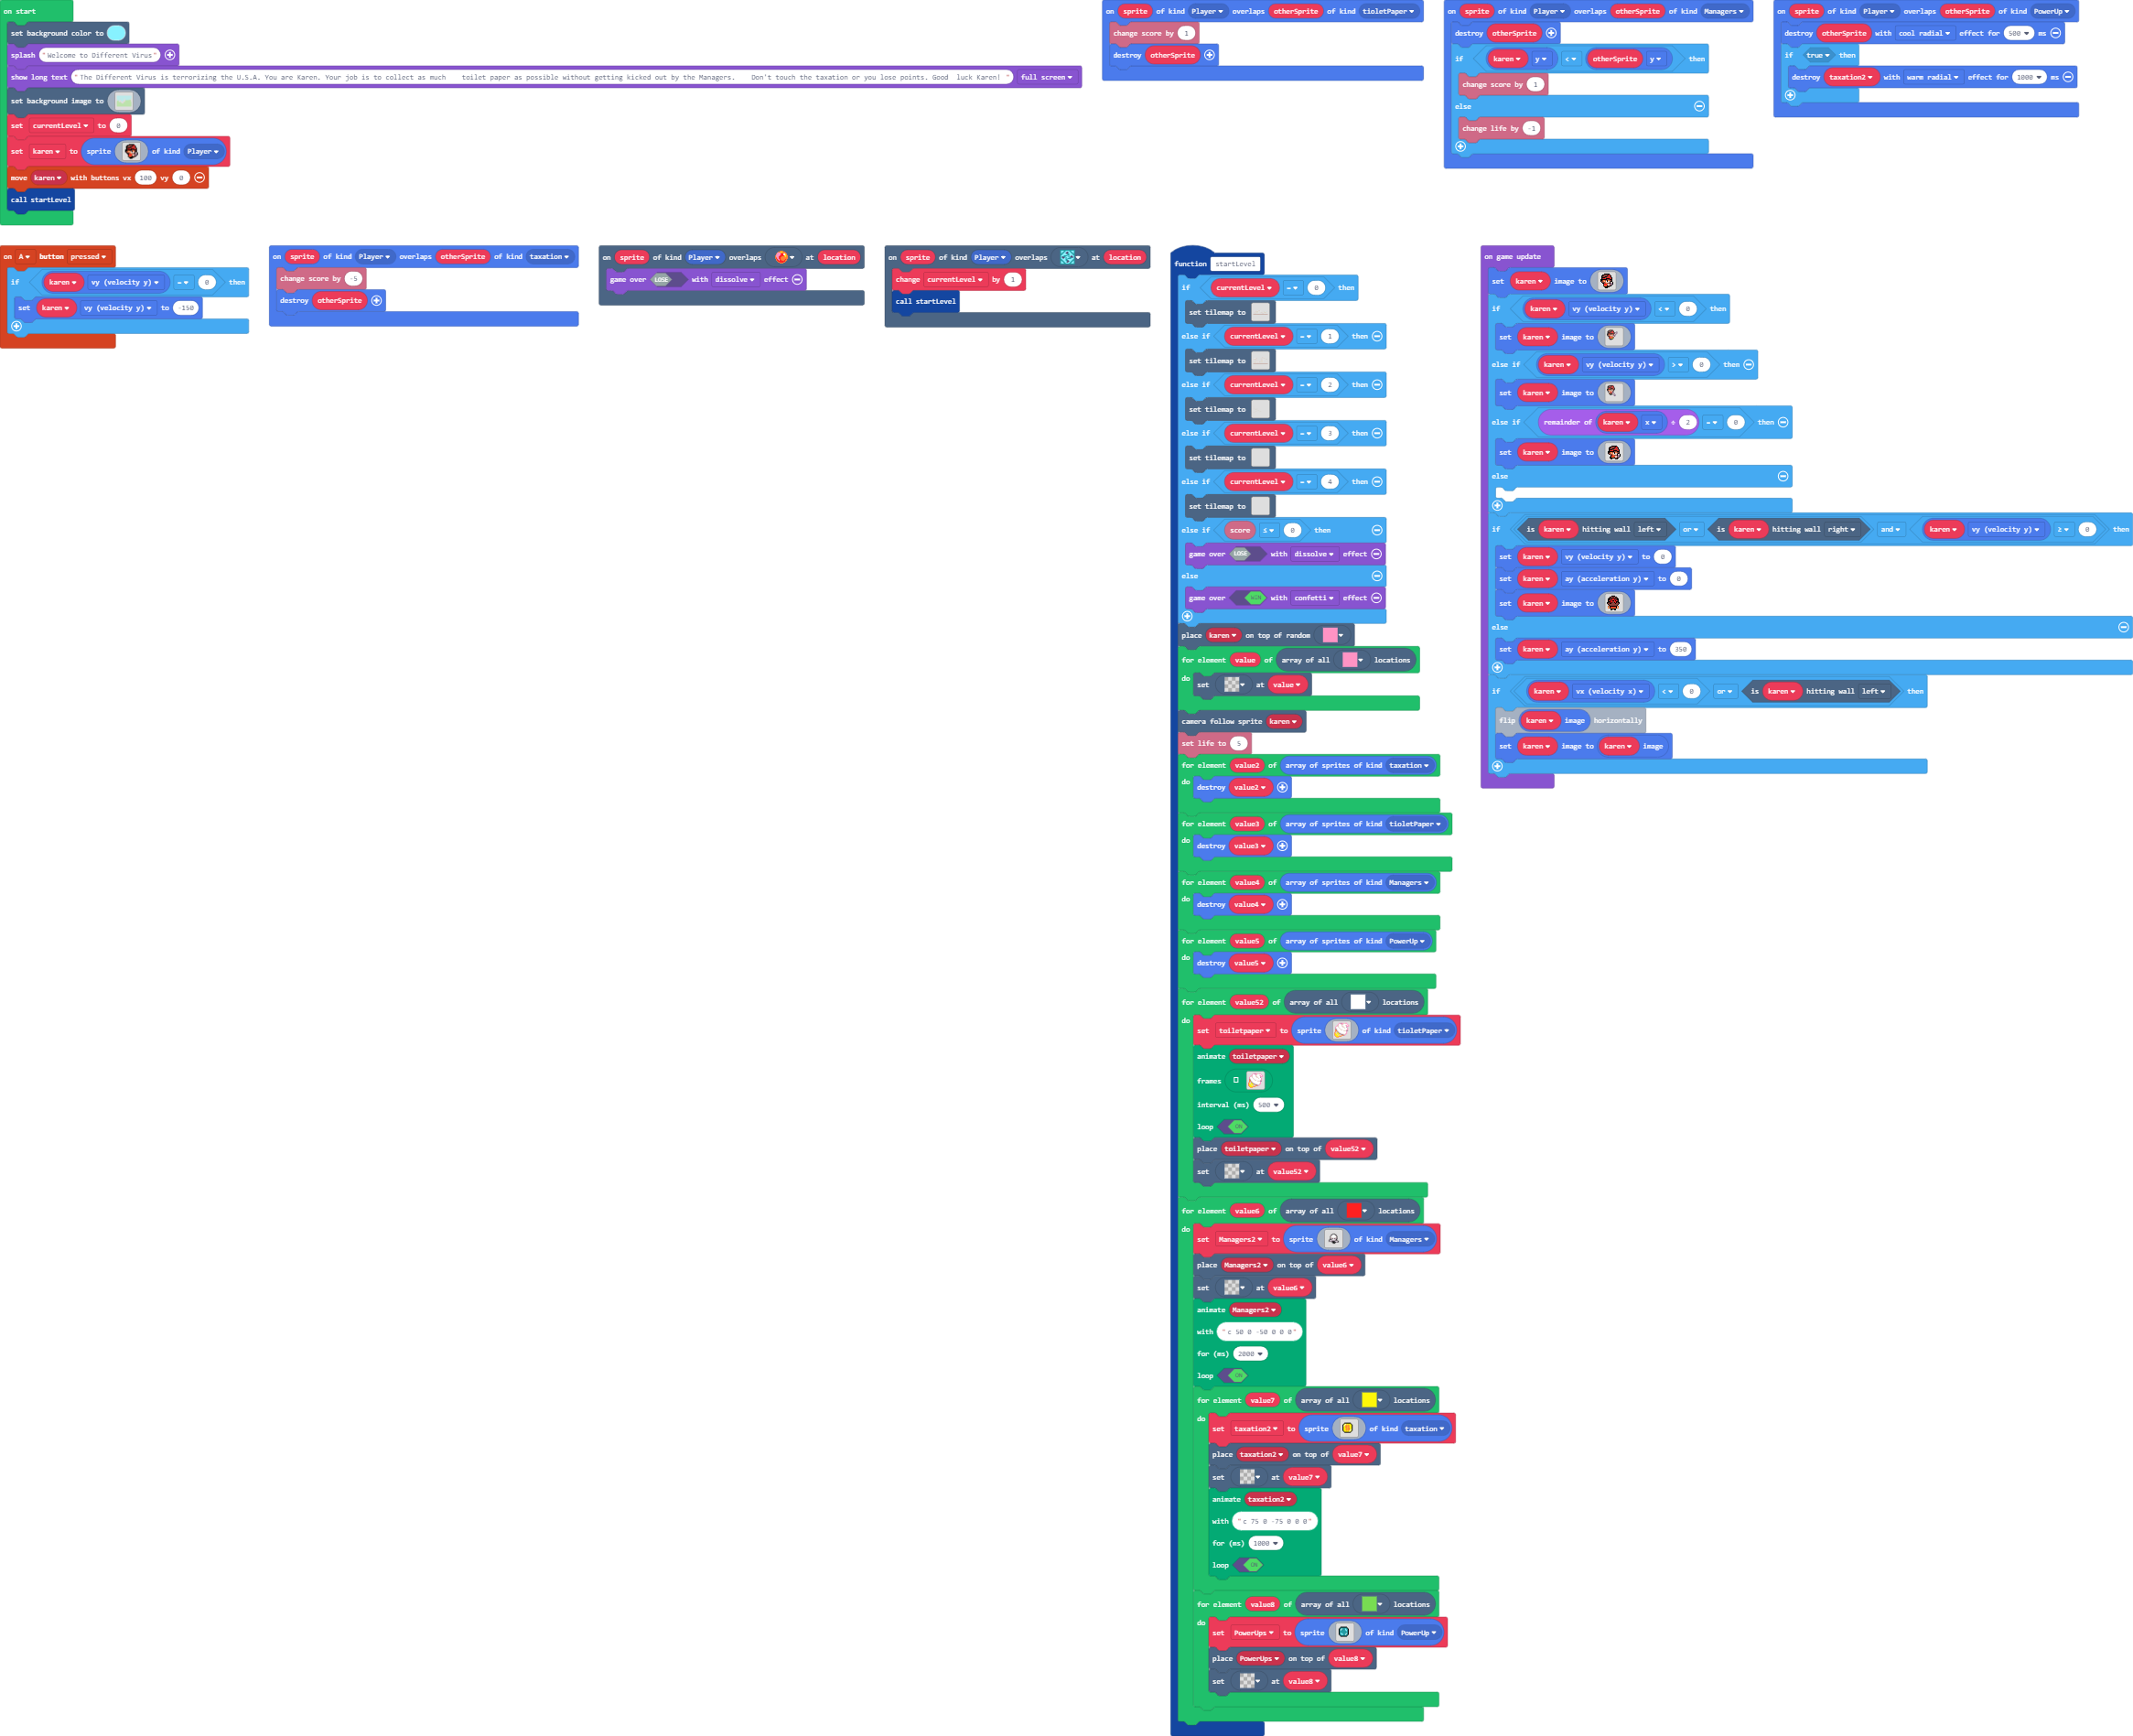 on start
set background color to
splash "Welcome to Different Virus"
show long text "The Different Virus is terrorizing the U.S.A. You are Karen. Your job is to collect as much toilet paper as possible without getting kicked out by the Managers. Don't touch the taxation or you lose points. Good luck Karen! " full screen
set background image to
set currentLevel to 0
set karen to sprite of kind Player
move karen with buttons vx 100 vy 0
call startLevel
on sprite of kind Player overlaps otherSprite of kind tioletPaper
change score by 1
destroy otherSprite
on sprite of kind Player overlaps otherSprite of kind Managers
destroy otherSprite
if karen y < otherSprite y then
change score by 1
else
change life by -1
on sprite of kind Player overlaps otherSprite of kind PowerUp
destroy otherSprite with cool radial effect for 500 ms
if true then
destroy taxation2 with warm radial effect for 1000 ms
on A button pressed
if karen vy (velocity y) = 0 then
set karen vy (velocity y) to -150
on sprite of kind Player overlaps otherSprite of kind taxation
change score by -5
destroy otherSprite
on sprite of kind Player overlaps at location
game over LOSE with dissolve effect
on sprite of kind Player overlaps at location
change currentLevel by 1
call startLevel
function startLevel
if currentLevel = 0 then
set tilemap to
else if currentLevel = 1 then
set tilemap to
else if currentLevel = 2 then
set tilemap to
else if currentLevel = 3 then
set tilemap to
else if currentLevel = 4 then
set tilemap to
else if score ≤ 0 then
game over LOSE with dissolve effect
else
game over WIN with confetti effect
place karen on top of random
for element value of array of all locations
do set at value
camera follow sprite karen
set life to 5
for element value2 of array of sprites of kind taxation
do destroy value2
for element value3 of array of sprites of kind tioletPaper
do destroy value3
for element value4 of array of sprites of kind Managers
do destroy value4
for element value5 of array of sprites of kind PowerUp
do destroy value5
for element value52 of array of all locations
do set toiletpaper to sprite of kind tioletPaper
animate toiletpaper
frames
interval (ms) 500
loop ON
place toiletpaper on top of value52
set at value52
for element value6 of array of all locations
do set Managers2 to sprite of kind Managers
place Managers2 on top of value6
set at value6
animate Managers2
with "c 50 0 -50 0 0 0"
for (ms) 2000
loop ON
for element value7 of array of all locations
do set taxation2 to sprite of kind taxation
place taxation2 on top of value7
set at value7
animate taxation2
with "c 75 0 -75 0 0 0"
for (ms) 1000
loop ON
for element value8 of array of all locations
do set PowerUps to sprite of kind PowerUp
place PowerUps on top of value8
set at value8
on game update
set karen image to
if karen vy (velocity y) < 0 then
set karen image to
else if karen vy (velocity y) > 0 then
set karen image to
else if remainder of karen x ÷ 2 = 0 then
set karen image to
else
if is karen hitting wall left or is karen hitting wall right and karen vy (velocity y) ≥ 0 then
set karen vy (velocity y) to 0
set karen ay (acceleration y) to 0
set karen image to
else
set karen ay (acceleration y) to 350
if karen vx (velocity x) < 0 or is karen hitting wall left then
flip karen image horizontally
set karen image to karen image